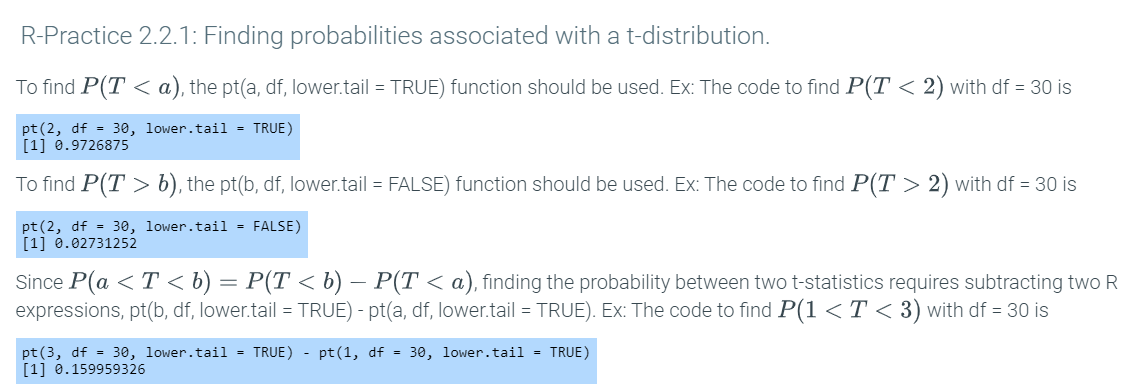 R-Practice 2.2.1: Finding probabilities associated with a t-distribution.
To find P(T < a), the pt(a, df, lower.tail = TRUE) function should be used. Ex: The code to find P(T < 2) with df = 30 is
pt(2, df = 30, lower.tail = TRUE)
[1] 0.9726875
To find P(T > b), the pt(b, df, lower.tail = FALSE) function should be used. Ex: The code to find P(T > 2) with df = 30 is
pt(2, df = 30, lower.tail = FALSE)
[1] 0.02731252
Since P(a < T < b) = P(T < b) − P(T < a), finding the probability between two t-statistics requires subtracting two R
expressions, pt(b, df, lower.tail = TRUE) - pt(a, df, lower.tail = TRUE). Ex: The code to find P(1 < T < 3) with df = 30 is
pt(3, df = 30, lower.tail = TRUE) - pt(1, df = 30, lower.tail = TRUE)
[1] 0.159959326